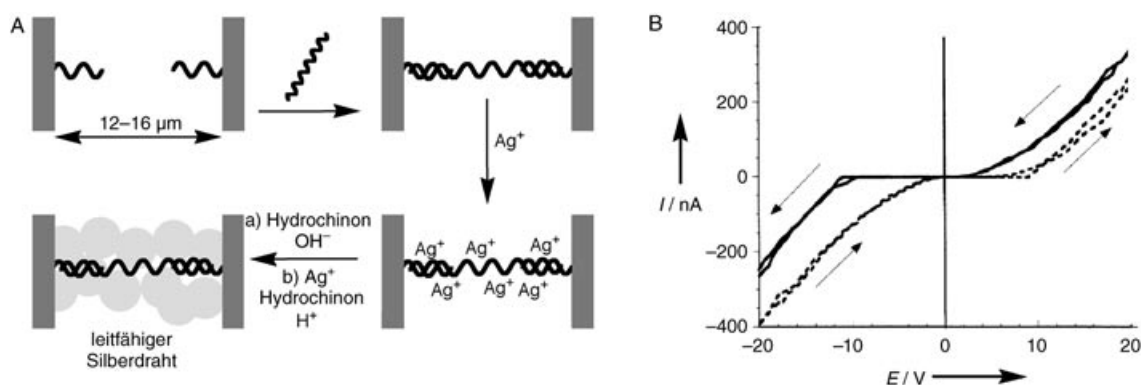 A
12–16 µm
Ag⁺
Ag⁺ Ag⁺ Ag⁺
Ag⁺ Ag⁺ Ag⁺
a) Hydrochinon
OH⁻
b) Ag⁺
Hydrochinon
H⁺
leitfähiger
Silberdraht
B
400
200
0
-200
-400
I / nA
−20 −10 0 10 20
E / V